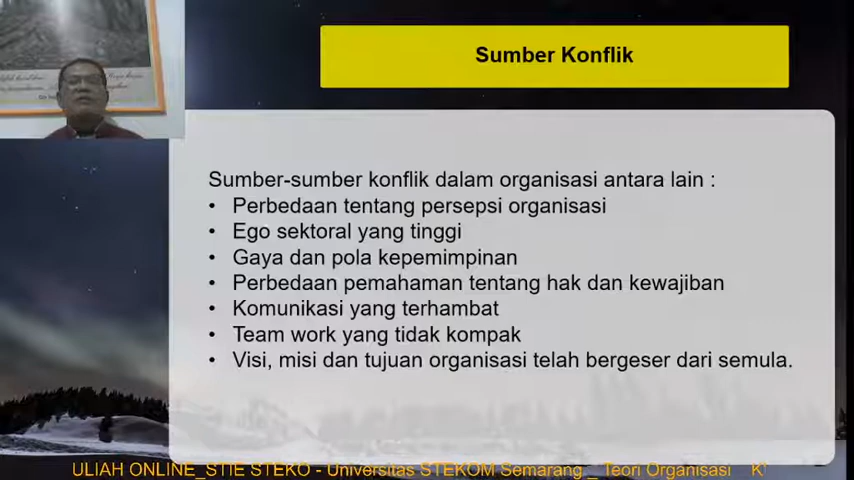 Sumber Konflik
Sumber-sumber konflik dalam organisasi antara lain :
• Perbedaan tentang persepsi organisasi
• Ego sektoral yang tinggi
• Gaya dan pola kepemimpinan
• Perbedaan pemahaman tentang hak dan kewajiban
• Komunikasi yang terhambat
• Team work yang tidak kompak
• Visi, misi dan tujuan organisasi telah bergeser dari semula.
ULIAH ONLINE_STIE STEKO - Universitas STEKOM Semarang_ Teori Organisasi K